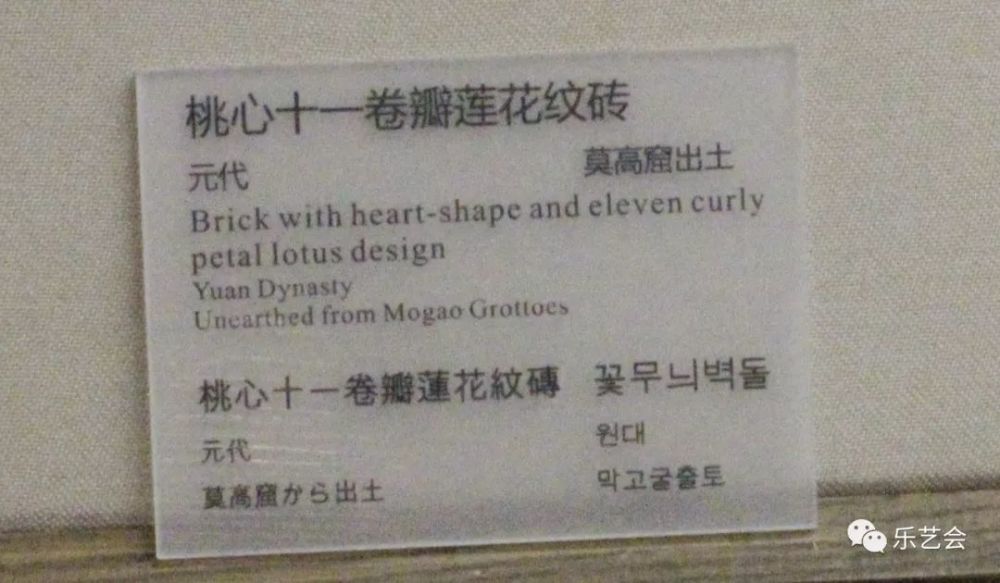 桃心十一卷瓣莲花纹砖
元代 莫高窟出土
Brick with heart-shape and eleven curly
petal lotus design
Yuan Dynasty
Unearthed from Mogao Grottoes
桃心十一卷瓣蓮花紋磚 꽃무늬벽돌
元代 원대
莫高窟から出土 막고굴출토
乐艺会